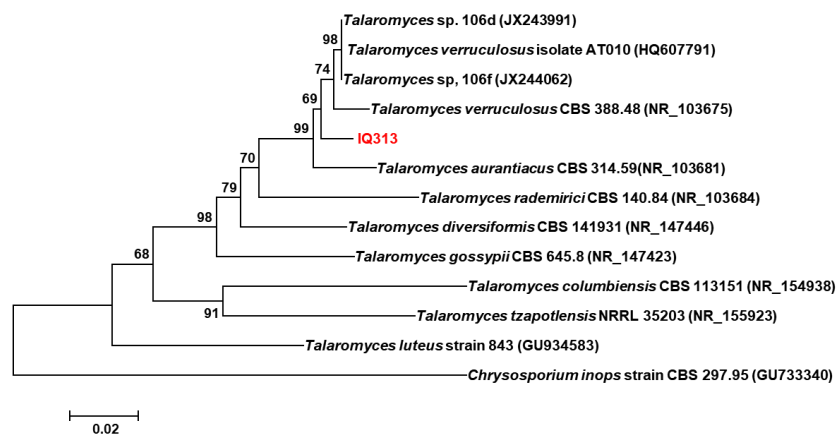 Talaromyces sp. 106d (JX243991)
98
Talaromyces verruculosus isolate AT010 (HQ607791)
74
Talaromyces sp, 106f (JX244062)
69
Talaromyces verruculosus CBS 388.48 (NR_103675)
99
IQ313
70
Talaromyces aurantiacus CBS 314.59(NR_103681)
79
Talaromyces rademirici CBS 140.84 (NR_103684)
98
Talaromyces diversiformis CBS 141931 (NR_147446)
68
Talaromyces gossypii CBS 645.8 (NR_147423)
Talaromyces columbiensis CBS 113151 (NR_154938)
91
Talaromyces tzapotlensis NRRL 35203 (NR_155923)
Talaromyces luteus strain 843 (GU934583)
Chrysosporium inops strain CBS 297.95 (GU733340)
0.02